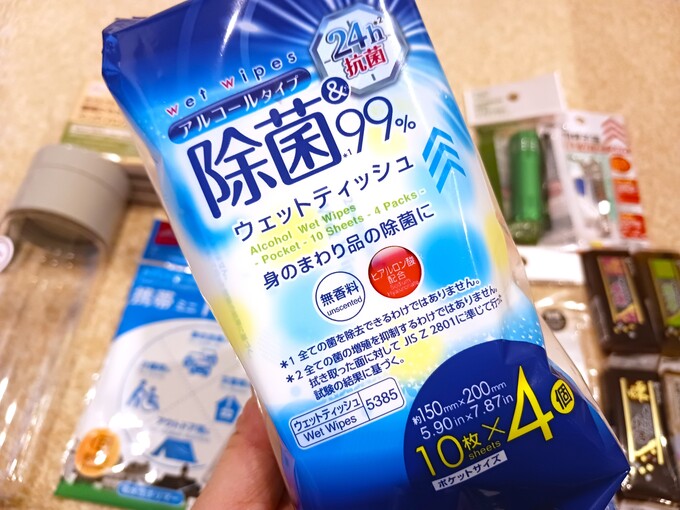 wet wipes
アルコールタイプ
除菌*1 99%
&
24h*2
抗菌
ウェットティッシュ
Alcohol Wet Wipes
- Pocket - 10 Sheets - 4 Packs -
身のまわり品の除菌に
無香料
unscented
ヒアルロン酸
配合
*1 全ての菌を除去できるわけではありません。
*2 全ての菌の増殖を抑制するわけではありません。
拭き取った面に対して JIS Z 2801に準じて行った
試験の結果に基づく。
ウェットティッシュ
Wet Wipes
5385
約150mm×200mm
5.90in×7.87in
10枚×4個
sheets
ポケットサイズ
携帯ミニ